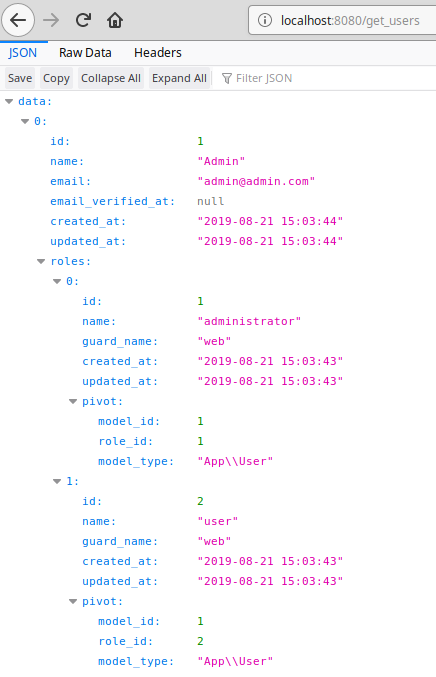 localhost:8080/get_users
JSON Raw Data Headers
Save Copy Collapse All Expand All Filter JSON
data:
0:
id: 1
name: "Admin"
email: "admin@admin.com"
email_verified_at: null
created_at: "2019-08-21 15:03:44"
updated_at: "2019-08-21 15:03:44"
roles:
0:
id: 1
name: "administrator"
guard_name: "web"
created_at: "2019-08-21 15:03:43"
updated_at: "2019-08-21 15:03:43"
pivot:
model_id: 1
role_id: 1
model_type: "App\\User"
1:
id: 2
name: "user"
guard_name: "web"
created_at: "2019-08-21 15:03:43"
updated_at: "2019-08-21 15:03:43"
pivot:
model_id: 1
role_id: 2
model_type: "App\\User"